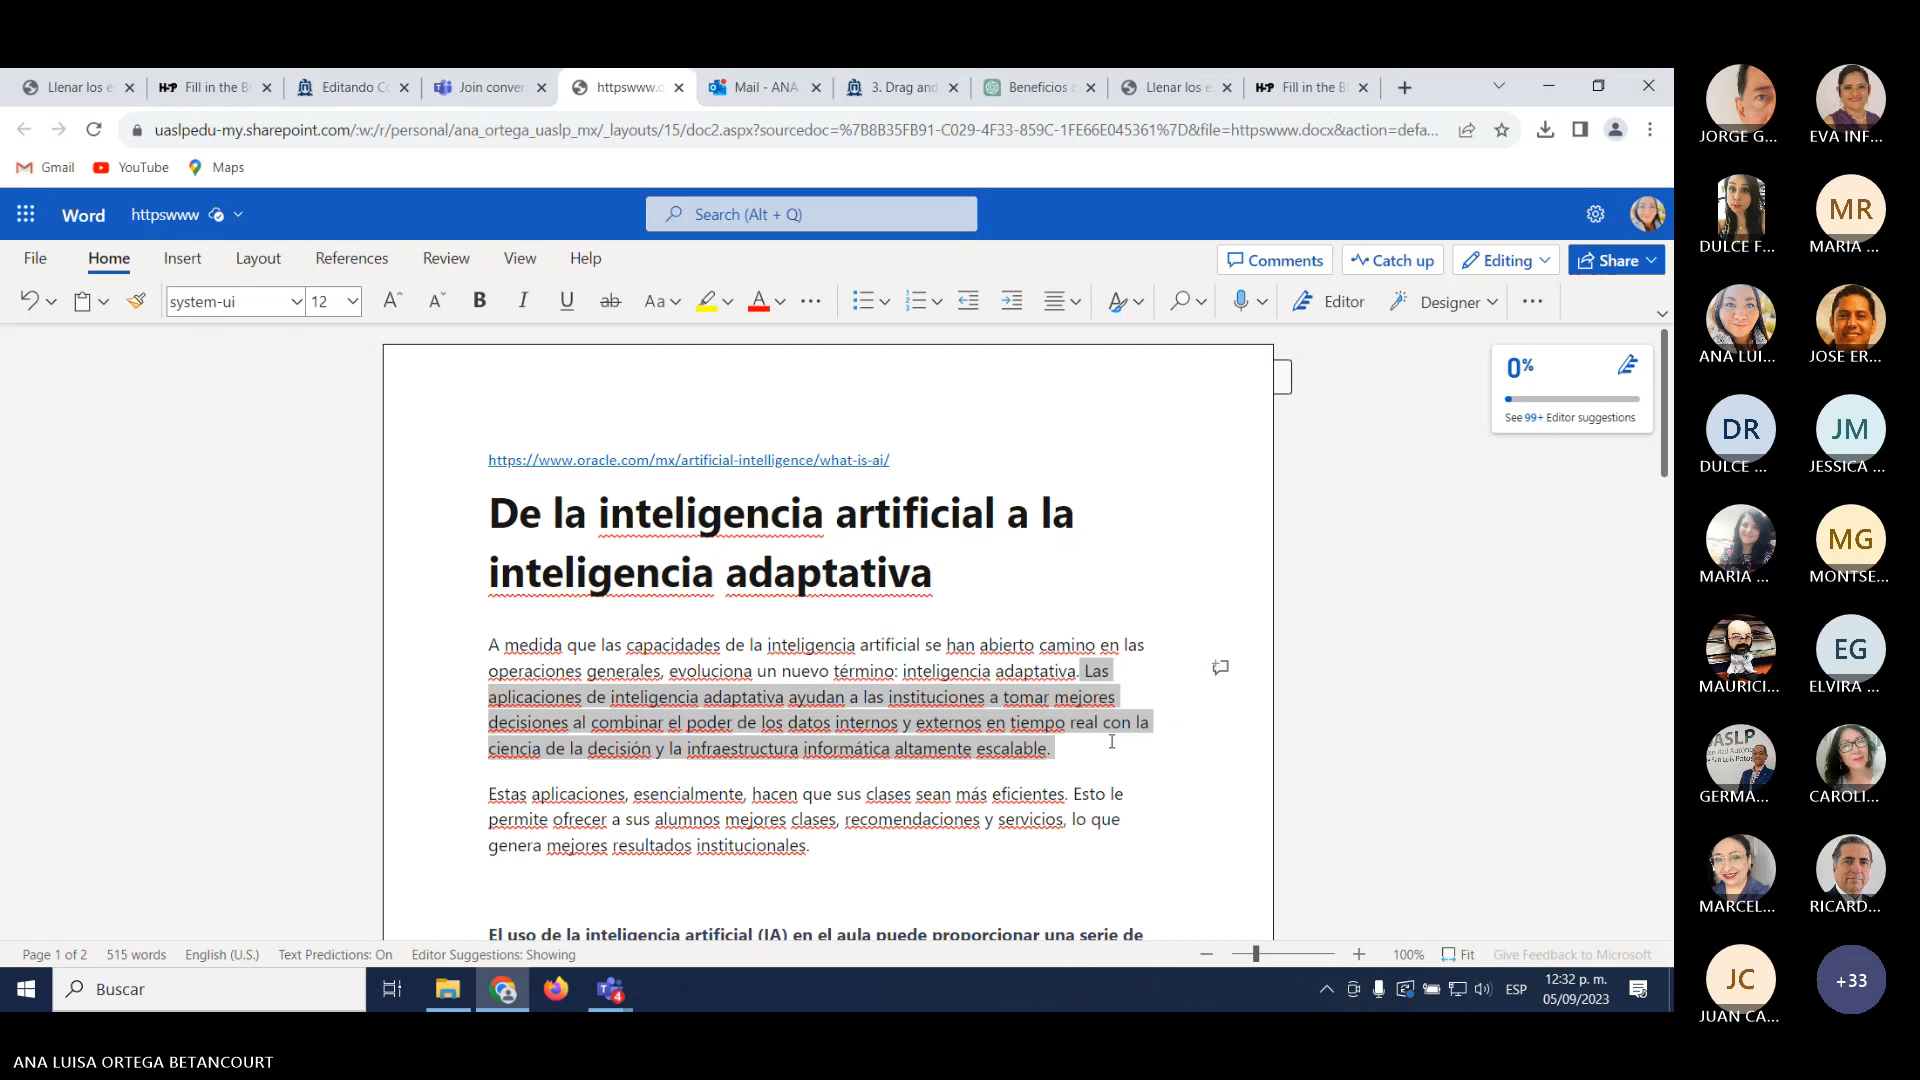 Llenar los e
Fill in the B
Editando Co
Join conver
httpswww.d
Mail - ANA
3. Drag and
Beneficios
Llenar los e
Fill in the B
uaslpedu-my.sharepoint.com/:w:/r/personal/ana_ortega_uaslp_mx/_layouts/15/doc2.aspx?sourcedoc=%7B8B35FB91-C029-4F33-859C-1FE66E045361%7D&file=httpswww.docx&action=defa...
Gmail
YouTube
Maps
Word
httpswww
Search (Alt + Q)
File
Home
Insert
Layout
References
Review
View
Help
Comments
Catch up
Editing
Share
system-ui
12
Editor
Designer
0%
See 99+ Editor suggestions
https://www.oracle.com/mx/artificial-intelligence/what-is-ai/
De la inteligencia artificial a la
inteligencia adaptativa
A medida que las capacidades de la inteligencia artificial se han abierto camino en las
operaciones generales, evoluciona un nuevo término: inteligencia adaptativa. Las
aplicaciones de inteligencia adaptativa ayudan a las instituciones a tomar mejores
decisiones al combinar el poder de los datos internos y externos en tiempo real con la
ciencia de la decisión y la infraestructura informática altamente escalable.
Estas aplicaciones, esencialmente, hacen que sus clases sean más eficientes. Esto le
permite ofrecer a sus alumnos mejores clases, recomendaciones y servicios, lo que
genera mejores resultados institucionales.
El uso de la inteligencia artificial (IA) en el aula puede proporcionar una serie de
Page 1 of 2
515 words
English (U.S.)
Text Predictions: On
Editor Suggestions: Showing
100%
Fit
Give Feedback to Microsoft
Buscar
4
ESP
12:32 p. m.
05/09/2023
JORGE G...
EVA INF...
DULCE F...
MR
MARIA ...
ANA LUI...
JOSE ER...
DR
DULCE ...
JM
JESSICA ...
MARIA ...
MG
MONTSE...
MAURICI...
EG
ELVIRA ...
GERMA...
CAROLI...
MARCEL...
RICARD...
JC
JUAN CA...
+33
ANA LUISA ORTEGA BETANCOURT